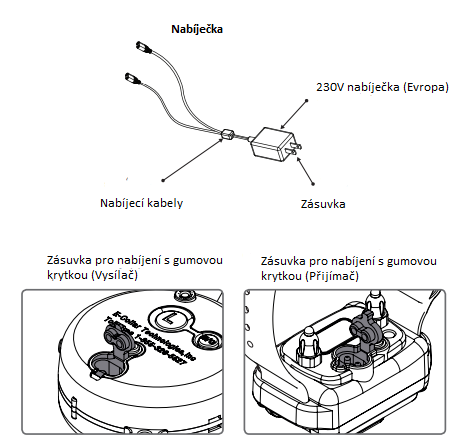 Nabíječka
230V nabíječka (Evropa)
Nabíjecí kabely
Zásuvka
Zásuvka pro nabíjení s gumovou
krytkou (Vysílač)
Zásuvka pro nabíjení s gumovou
krytkou (Přijímač)
L
E-Collar Technologies,Inc